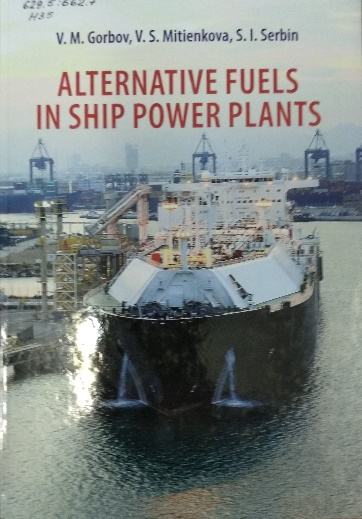 629.5:662.7
H35
V. M. Gorbov, V. S. Mitienkova, S. I. Serbin
ALTERNATIVE FUELS
IN SHIP POWER PLANTS